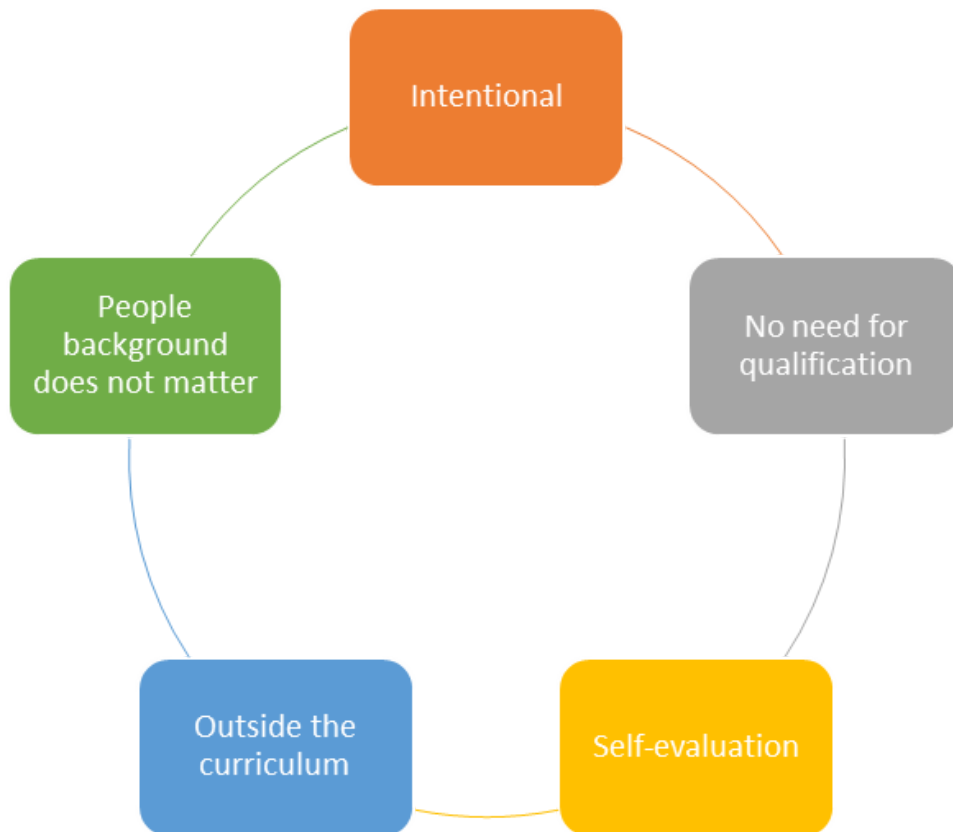 Intentional
No need for
qualification
Self-evaluation
Outside the
curriculum
People
background
does not matter